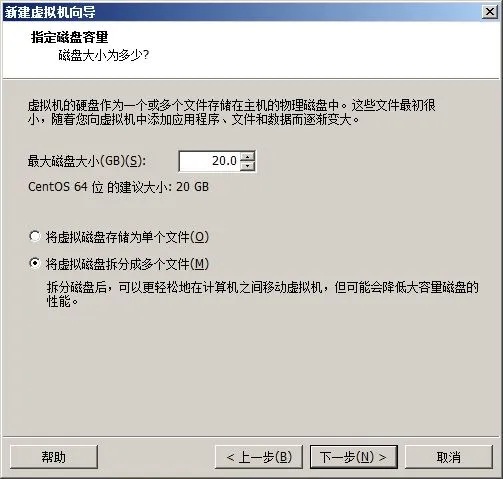 新建虚拟机向导
指定磁盘容量
磁盘大小为多少?
虚拟机的硬盘作为一个或多个文件存储在主机的物理磁盘中。这些文件最初很
小，随着您向虚拟机中添加应用程序、文件和数据而逐渐变大。
最大磁盘大小(GB)(S): 20.0
CentOS 64 位 的建议大小: 20 GB
将虚拟磁盘存储为单个文件(O)
将虚拟磁盘拆分成多个文件(M)
拆分磁盘后，可以更轻松地在计算机之间移动虚拟机，但可能会降低大容量磁盘的
性能。
帮助 < 上一步(B) 下一步(N) > 取消